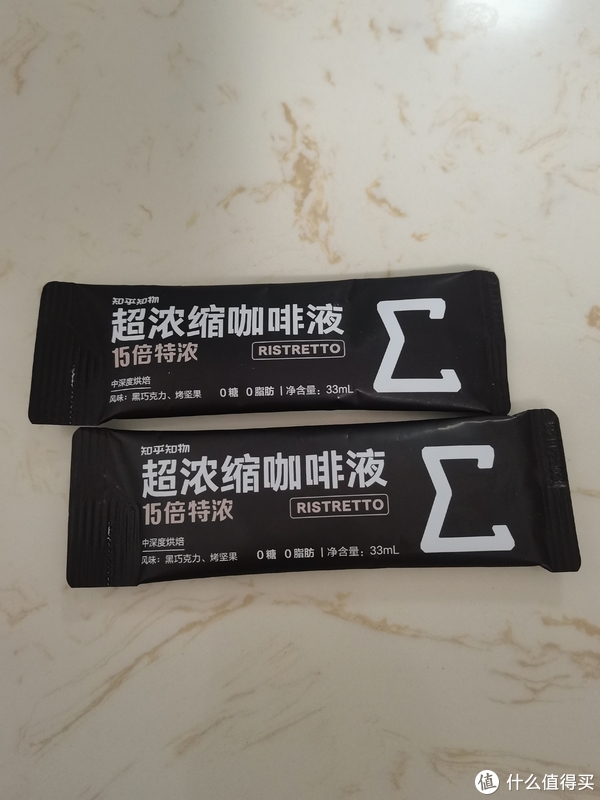 知乎知物
超浓缩咖啡液
15倍特浓 RISTRETTO
中深度烘焙
风味：黑巧克力、烤坚果 0糖 0脂肪 | 净含量：33mL
知乎知物
超浓缩咖啡液
15倍特浓 RISTRETTO
中深度烘焙
风味：黑巧克力、烤坚果 0糖 0脂肪 | 净含量：33mL
值 什么值得买